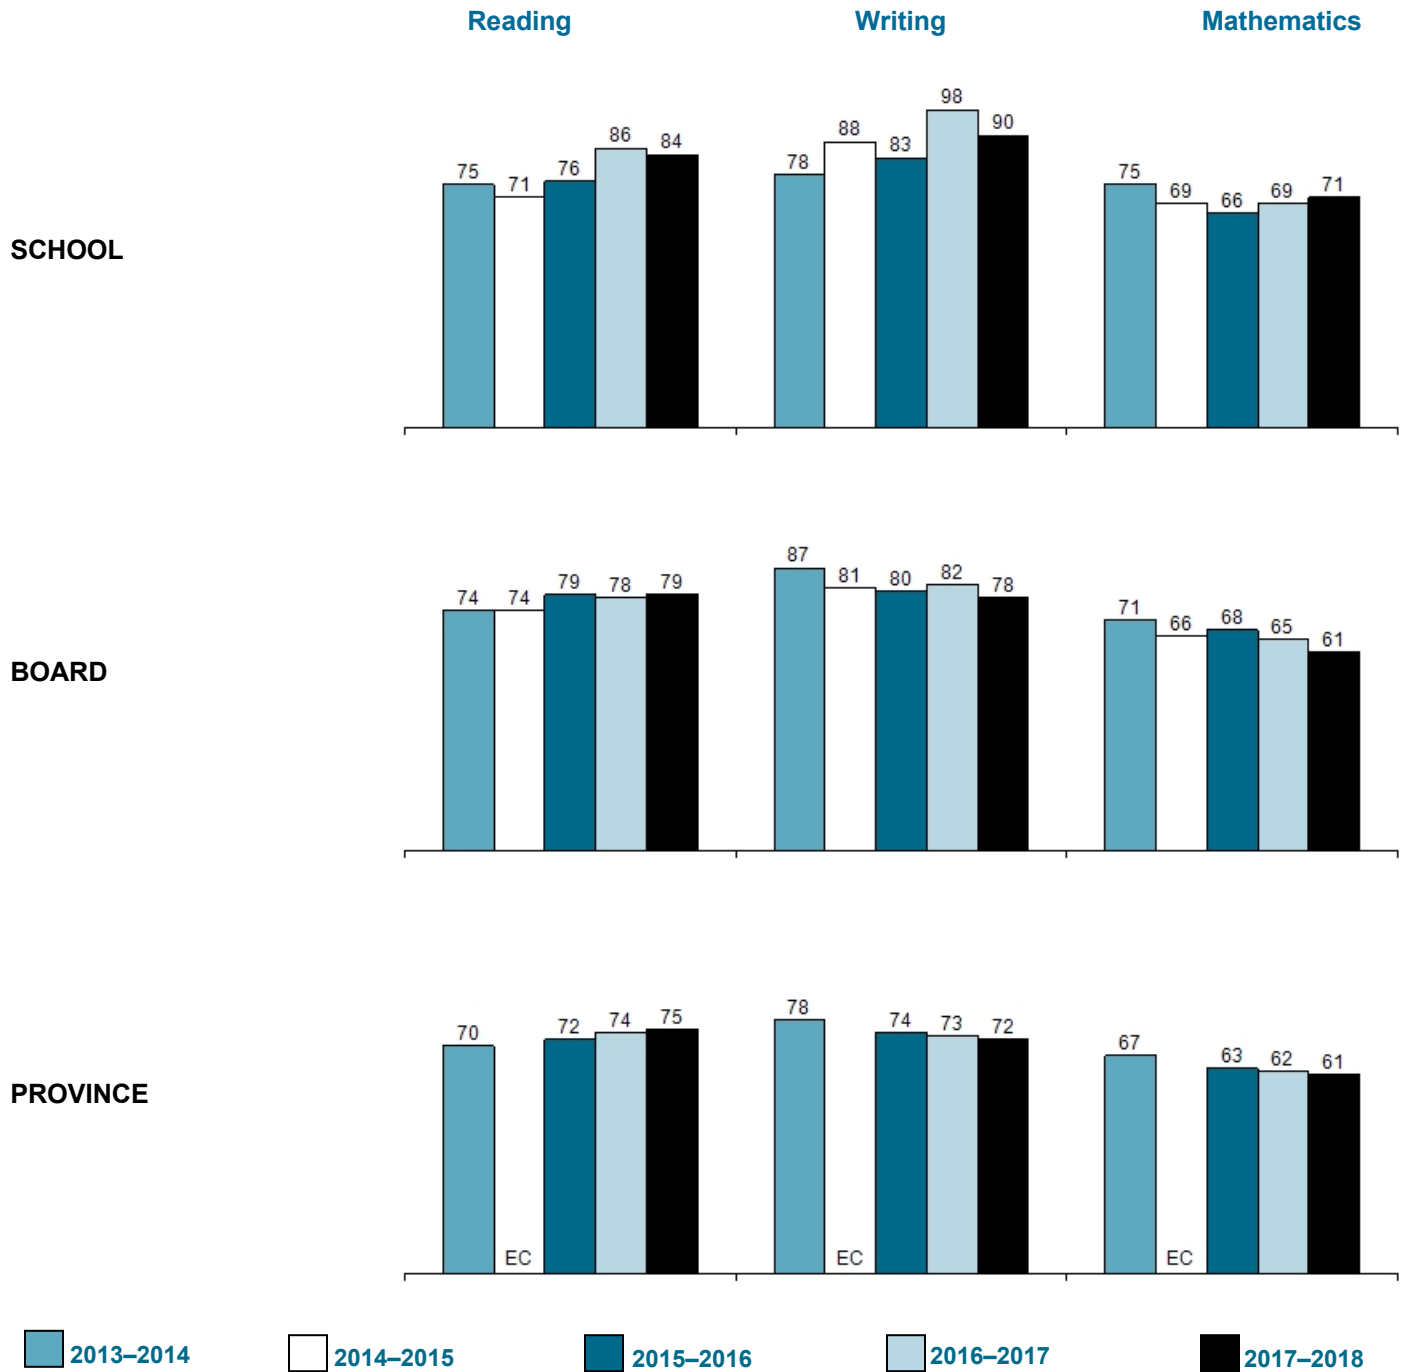 Reading Writing Mathematics
98
86 84 88 83 90
75 71 76 78 75 69 66 69 71
SCHOOL
87
74 74 79 78 79 81 80 82 78
71 66 68 65 61
BOARD
70 72 74 75 78 74 73 72 67 63 62 61
PROVINCE
EC EC EC
2013–2014 2014–2015 2015–2016 2016–2017 2017–2018